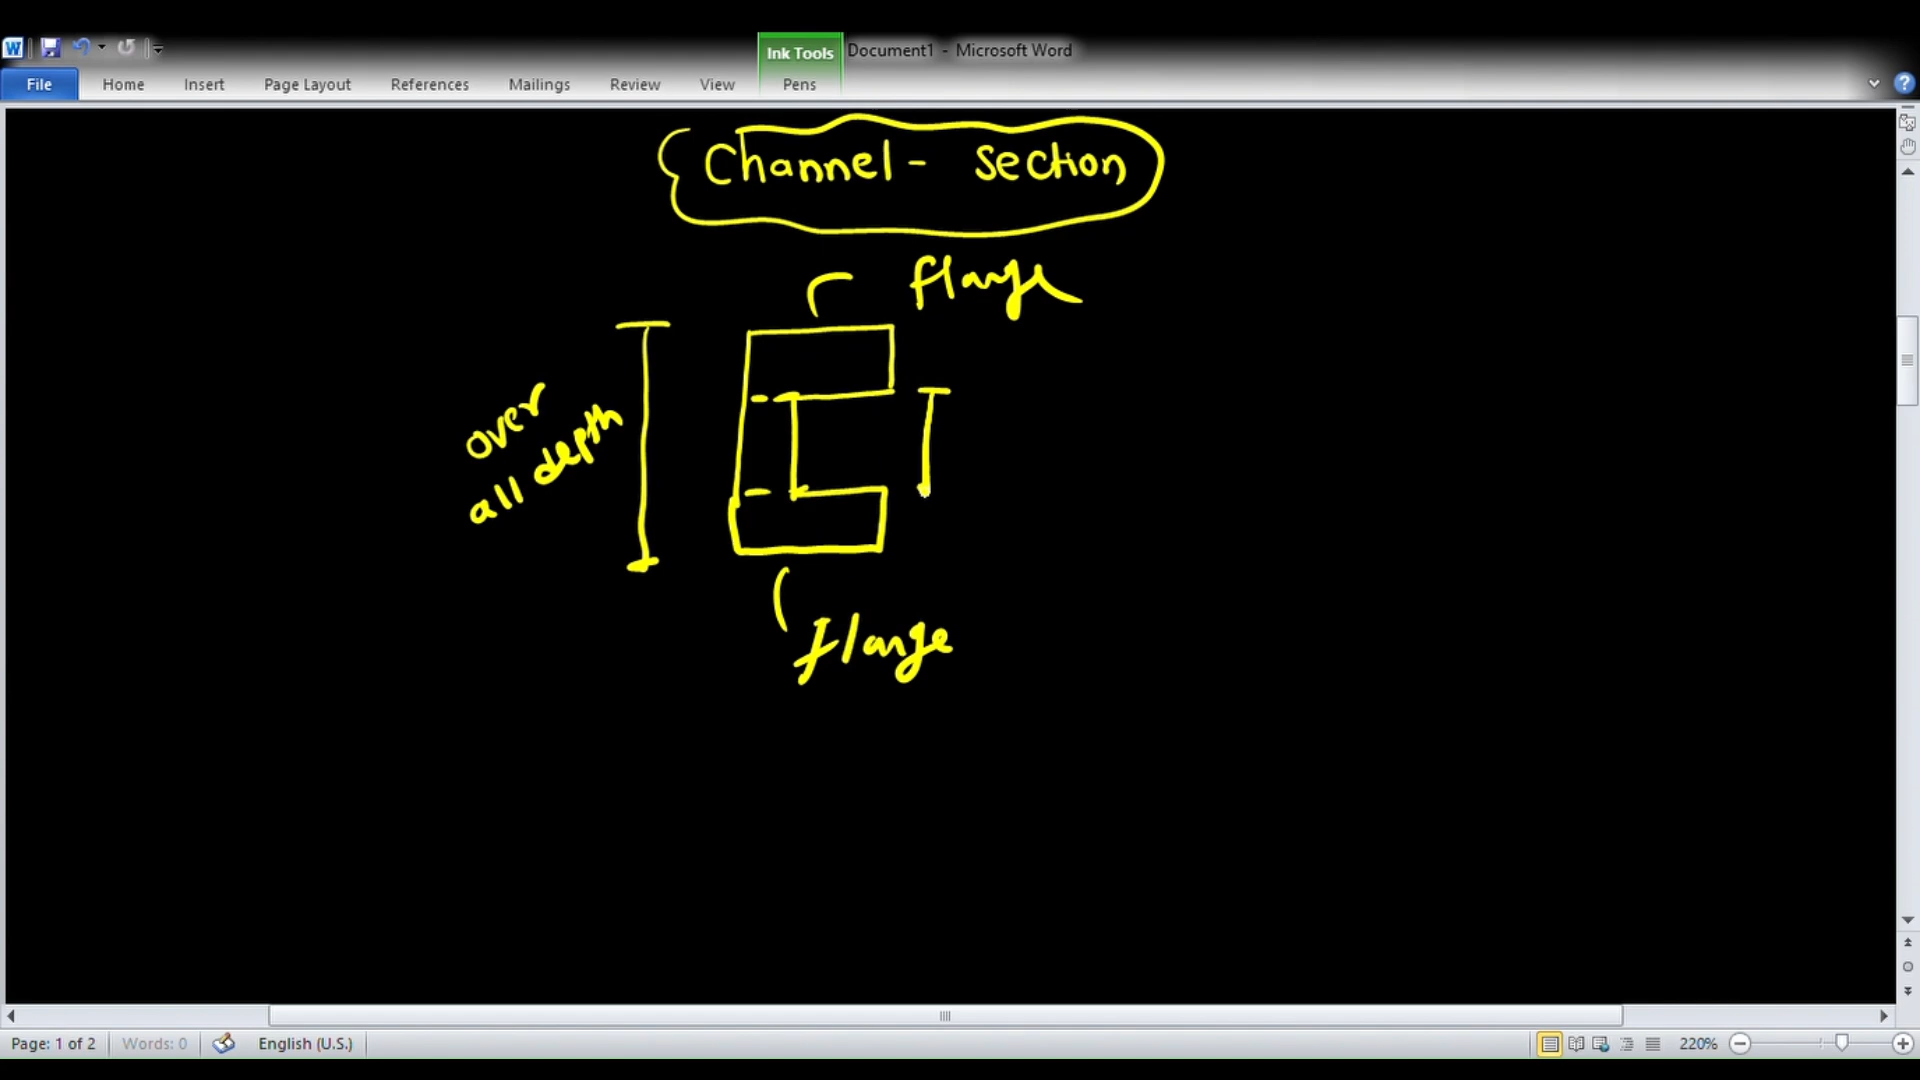 Ink Tools
Document1 - Microsoft Word
File Home Insert Page Layout References Mailings Review View Pens
Channel - Section
flange
over
all depth
flange
Page: 1 of 2 Words: 0 English (U.S.) 220%